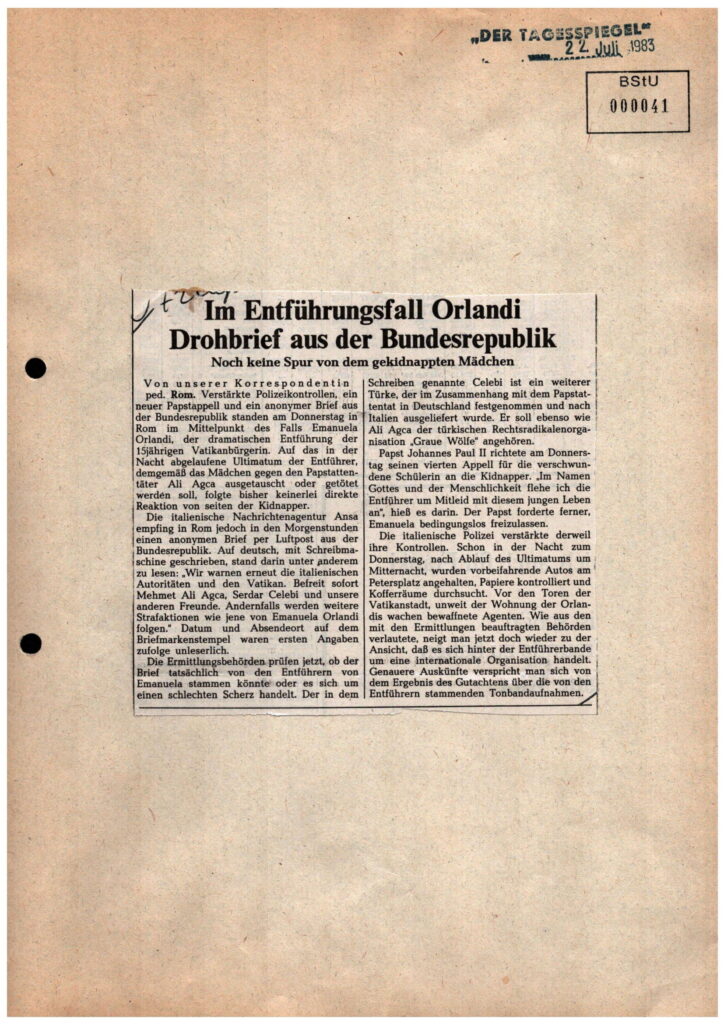 „DER TAGESSPIEGEL"
22. Juli 1983
BStU
000041
Im Entführungsfall Orlandi
Drohbrief aus der Bundesrepublik
Noch keine Spur von dem gekidnappten Mädchen
Von unserer Korrespondentin
ped. Rom. Verstärkte Polizeikontrollen, ein
neuer Papstappell und ein anonymer Brief aus
der Bundesrepublik standen am Donnerstag in
Rom im Mittelpunkt des Falls Emanuela
Orlandi, der dramatischen Entführung der
15jährigen Vatikanbürgerin. Auf das in der
Nacht abgelaufene Ultimatum der Entführer,
demgemäß das Mädchen gegen den Papstatten-
täter Ali Agca ausgetauscht oder getötet
werden soll, folgte bisher keinerlei direkte
Reaktion von seiten der Kidnapper.
Die italienische Nachrichtenagentur Ansa
empfing in Rom jedoch in den Morgenstunden
einen anonymen Brief per Luftpost aus der
Bundesrepublik. Auf deutsch, mit Schreibma-
schine geschrieben, stand darin unter anderem
zu lesen: „Wir warnen erneut die italienischen
Autoritäten und den Vatikan. Befreit sofort
Mehmet Ali Agca, Serdar Celebi und unsere
anderen Freunde. Andernfalls werden weitere
Strafaktionen wie jene von Emanuela Orlandi
folgen." Datum und Absendeort auf dem
Briefmarkenstempel waren ersten Angaben
zufolge unleserlich.
Die Ermittlungsbehörden prüfen jetzt, ob der
Brief tatsächlich von den Entführern von
Emanuela stammen könnte oder es sich um
einen schlechten Scherz handelt. Der in dem
Schreiben genannte Celebi ist ein weiterer
Türke, der im Zusammenhang mit dem Papstat-
tentat in Deutschland festgenommen und nach
Italien ausgeliefert wurde. Er soll ebenso wie
Ali Agca der türkischen Rechtsradikalenorga-
nisation „Graue Wölfe" angehören.
Papst Johannes Paul II richtete am Donners-
tag seinen vierten Appell für die verschwun-
dene Schülerin an die Kidnapper. „Im Namen
Gottes und der Menschlichkeit flehe ich die
Entführer um Mitleid mit diesem jungen Leben
an", hieß es darin. Der Papst forderte ferner,
Emanuela bedingungslos freizulassen.
Die italienische Polizei verstärkte derweil
ihre Kontrollen. Schon in der Nacht zum
Donnerstag, nach Ablauf des Ultimatums um
Mitternacht, wurden vorbeifahrende Autos am
Petersplatz angehalten, Papiere kontrolliert und
Kofferräume durchsucht. Vor den Toren der
Vatikanstadt, unweit der Wohnung der Orlan-
dis wachen bewaffnete Agenten. Wie aus den
mit den Ermittlungen beauftragten Behörden
verlautete, neigt man jetzt doch wieder zu der
Ansicht, daß es sich hinter der Entführerbande
um eine internationale Organisation handelt.
Genauere Auskünfte verspricht man sich von
dem Ergebnis des Gutachtens über die von den
Entführern stammenden Tonbandaufnahmen.